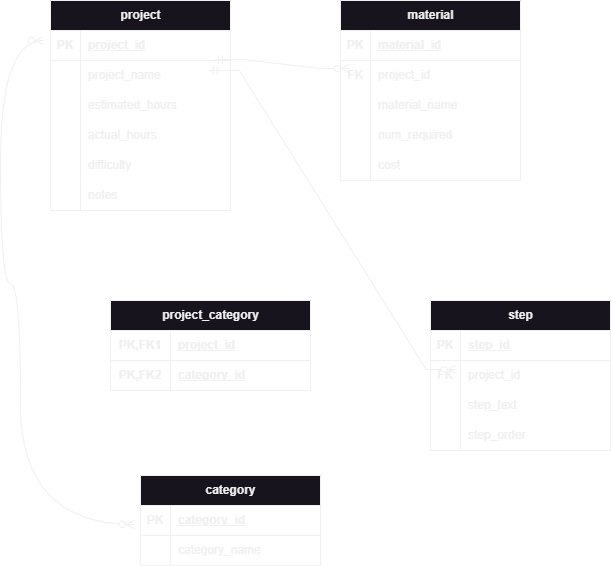 project
PK project_id
project_name
estimated_hours
actual_hours
difficulty
notes
material
PK material_id
FK project_id
material_name
num_required
cost
project_category
PK,FK1 project_id
PK,FK2 category_id
step
PK step_id
FK project_id
step_text
step_order
category
PK category_id
category_name